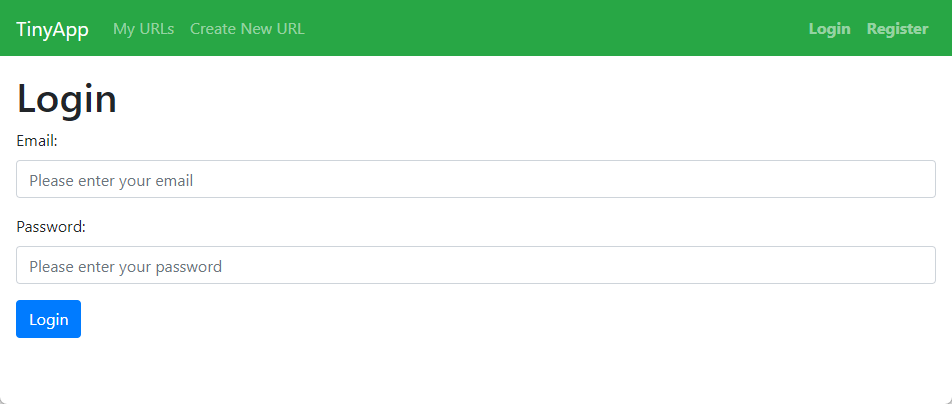 TinyApp My URLs Create New URL Login Register
Login
Email:
Please enter your email
Password:
Please enter your password
Login